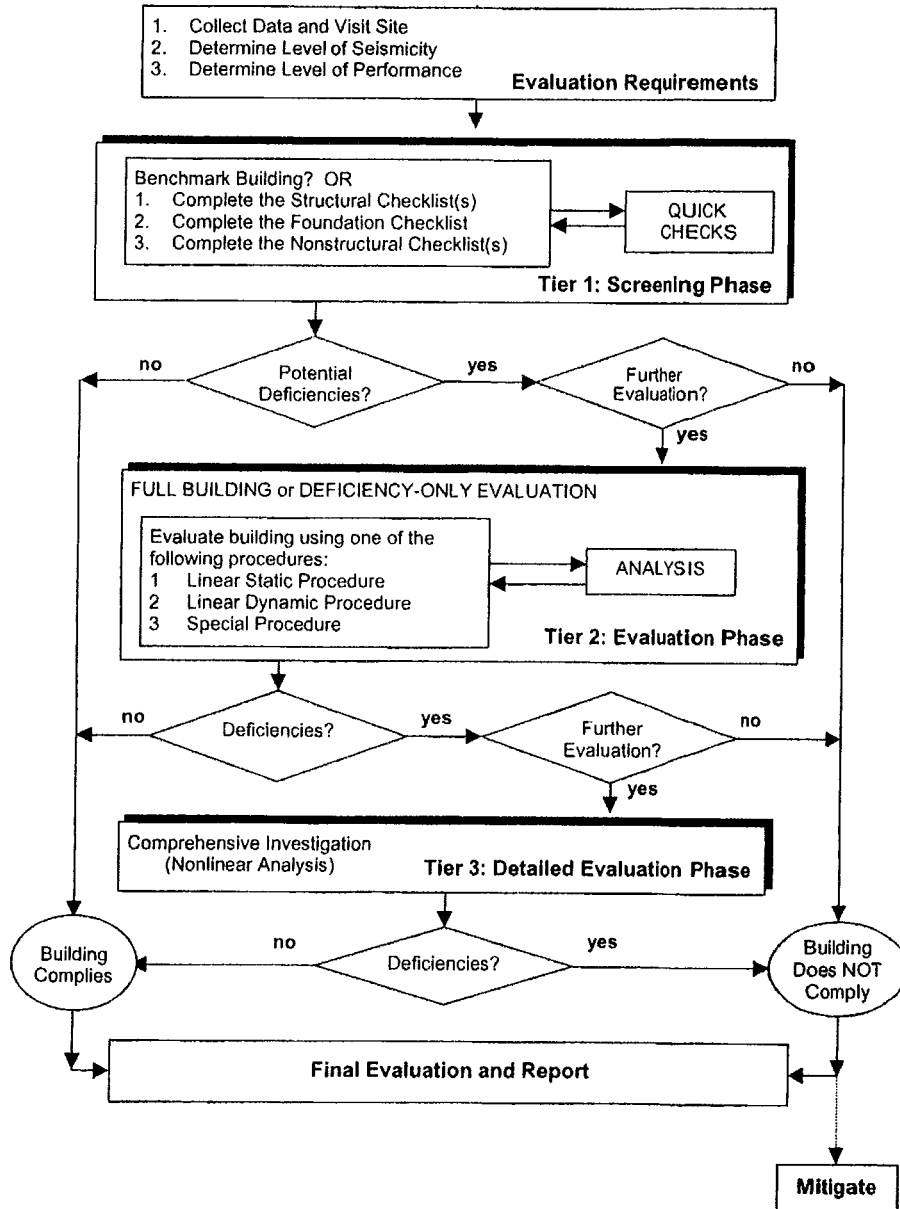 1. Collect Data and Visit Site
2. Determine Level of Seismicity
3. Determine Level of Performance
Evaluation Requirements
Benchmark Building? OR
1. Complete the Structural Checklist(s)
2. Complete the Foundation Checklist
3. Complete the Nonstructural Checklist(s)
QUICK
CHECKS
Tier 1: Screening Phase
no
Potential
Deficiencies?
yes
Further
Evaluation?
no
yes
FULL BUILDING or DEFICIENCY-ONLY EVALUATION
Evaluate building using one of the
following procedures:
1 Linear Static Procedure
2 Linear Dynamic Procedure
3 Special Procedure
ANALYSIS
Tier 2: Evaluation Phase
no
Deficiencies?
yes
Further
Evaluation?
no
yes
Comprehensive Investigation
(Nonlinear Analysis)
Tier 3: Detailed Evaluation Phase
Building
Complies
no
Deficiencies?
yes
Building
Does NOT
Comply
Final Evaluation and Report
Mitigate